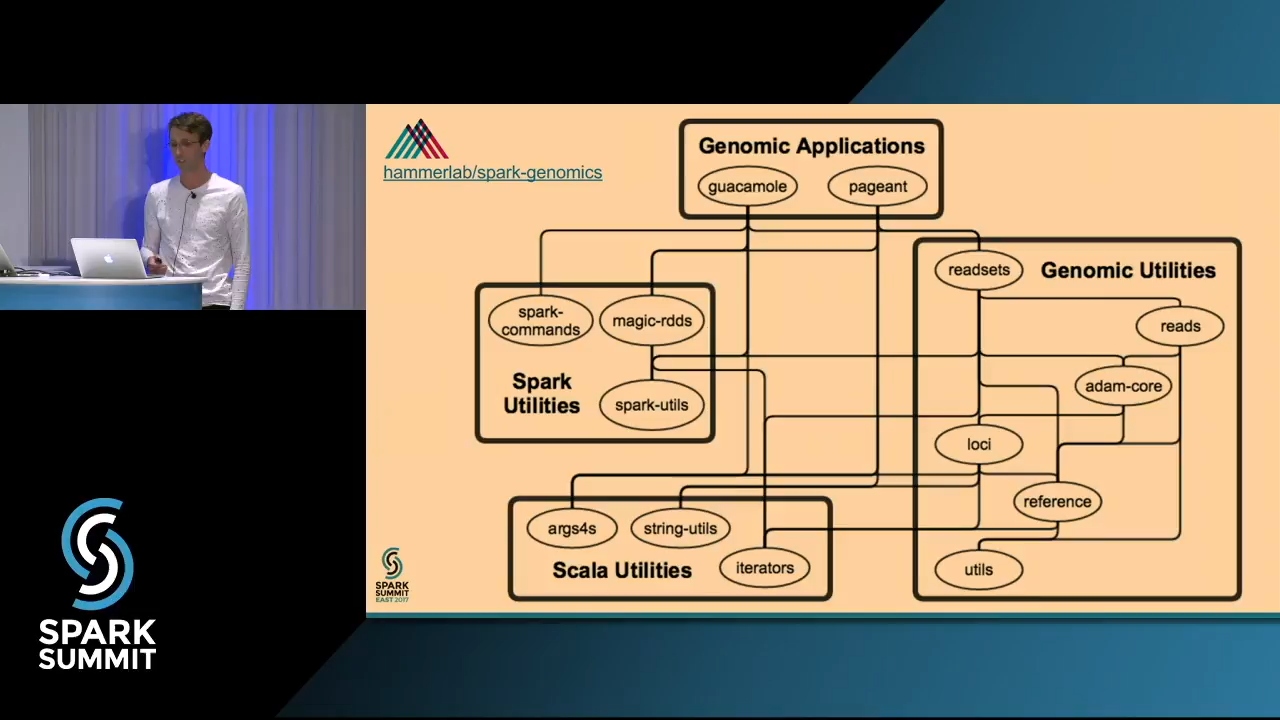 hammerlab/spark-genomics
Genomic Applications
guacamole
pageant
readsets
Genomic Utilities
reads
spark-
commands
magic-rdds
Spark
Utilities
spark-utils
adam-core
loci
reference
utils
args4s
string-utils
iterators
Scala Utilities
SPARK
SUMMIT
EAST 2017
SPARK
SUMMIT